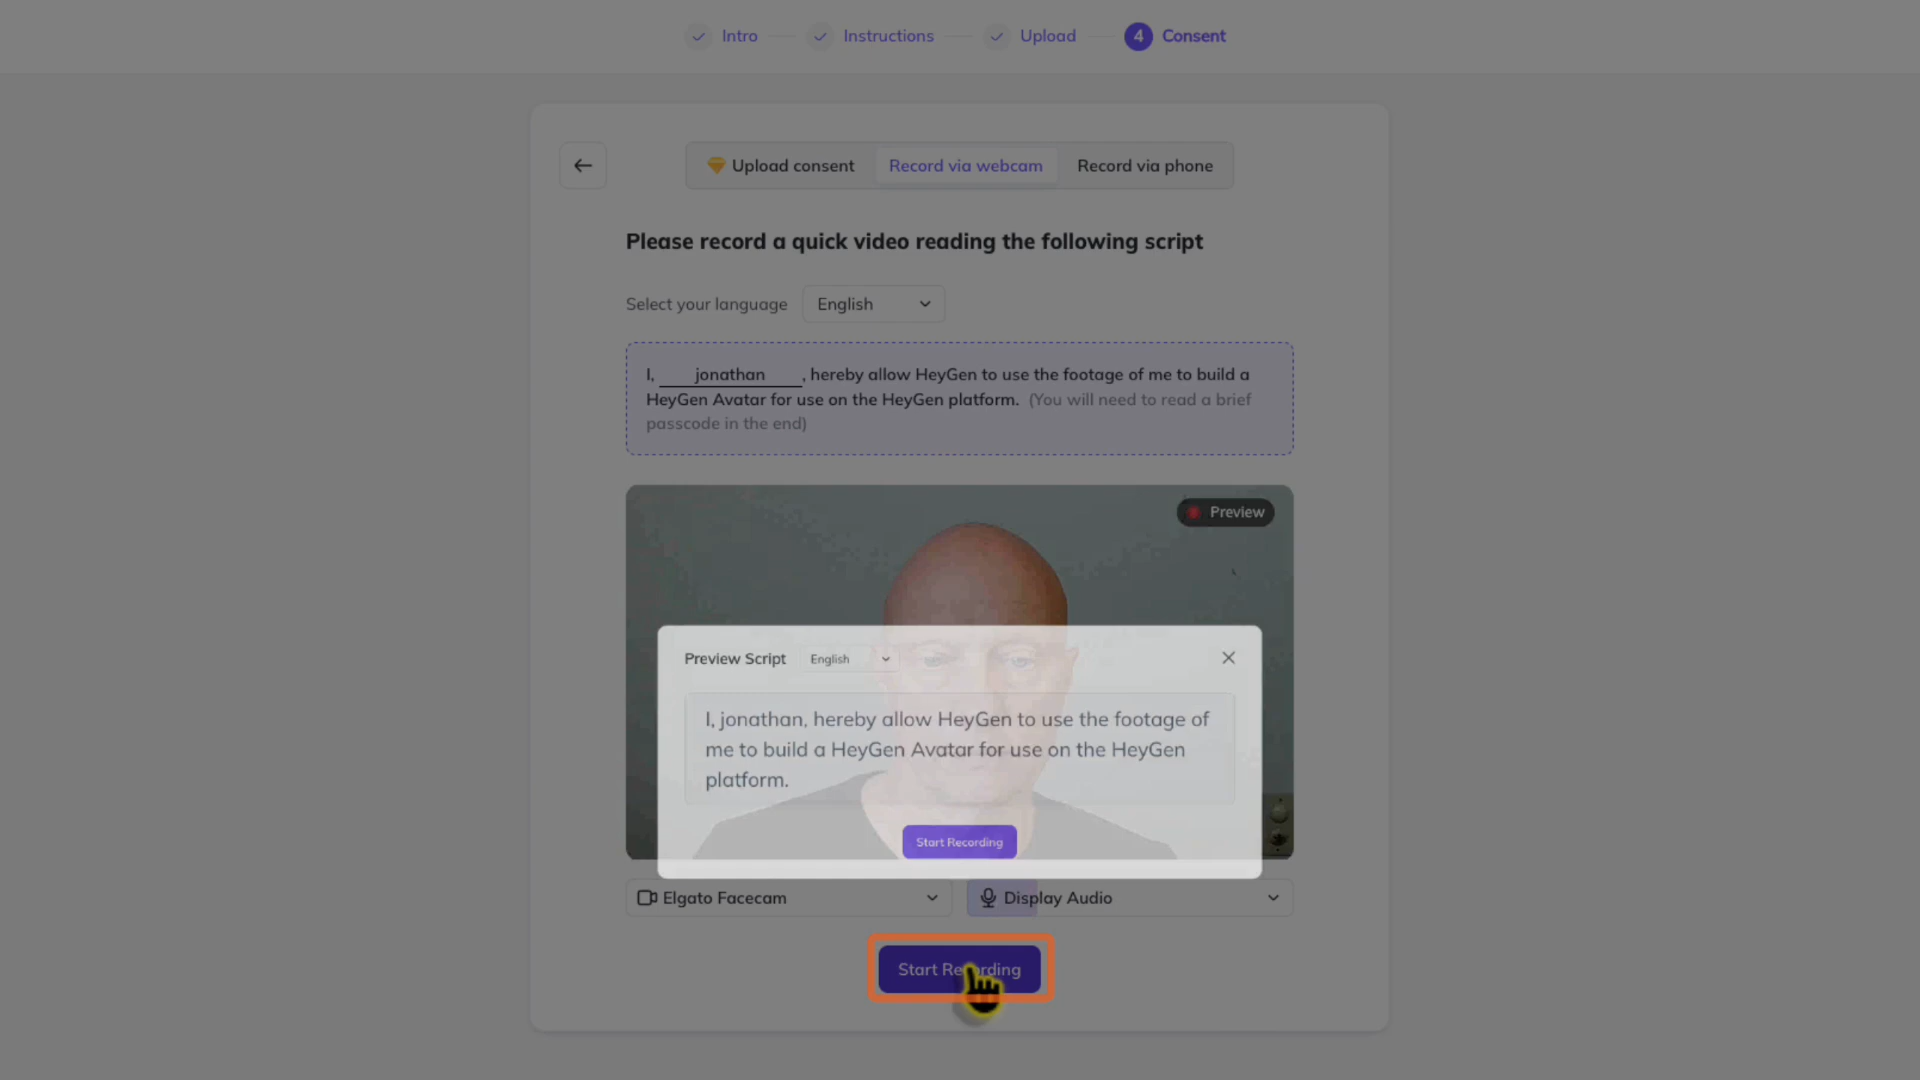 Intro
Instructions
Upload
4 Consent
Upload consent
Record via webcam
Record via phone
Please record a quick video reading the following script
Select your language English
I, jonathan, hereby allow HeyGen to use the footage of me to build a
HeyGen Avatar for use on the HeyGen platform. (You will need to read a brief
passcode in the end)
Preview
Preview Script English
I, jonathan, hereby allow HeyGen to use the footage of
me to build a HeyGen Avatar for use on the HeyGen
platform.
Start Recording
Elgato Facecam
Display Audio
Start Recording